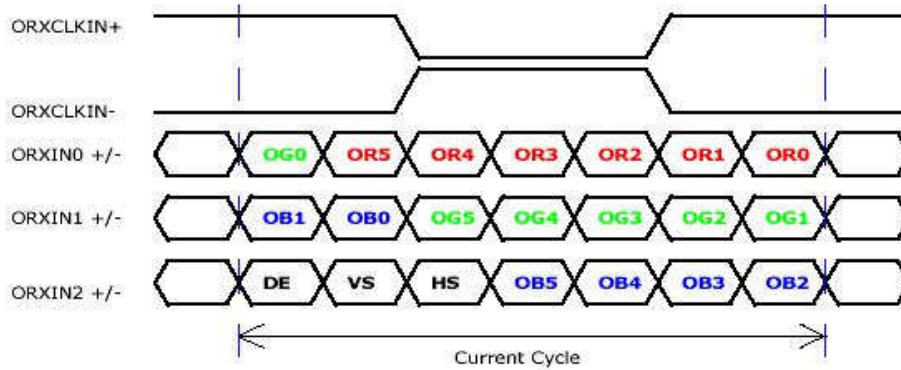 ORXCLKIN+
ORXCLKIN-
ORXIN0 +/- OG0 OR5 OR4 OR3 OR2 OR1 OR0
ORXIN1 +/- OB1 OB0 OG5 OG4 OG3 OG2 OG1
ORXIN2 +/- DE VS HS OB5 OB4 OB3 OB2
Current Cycle